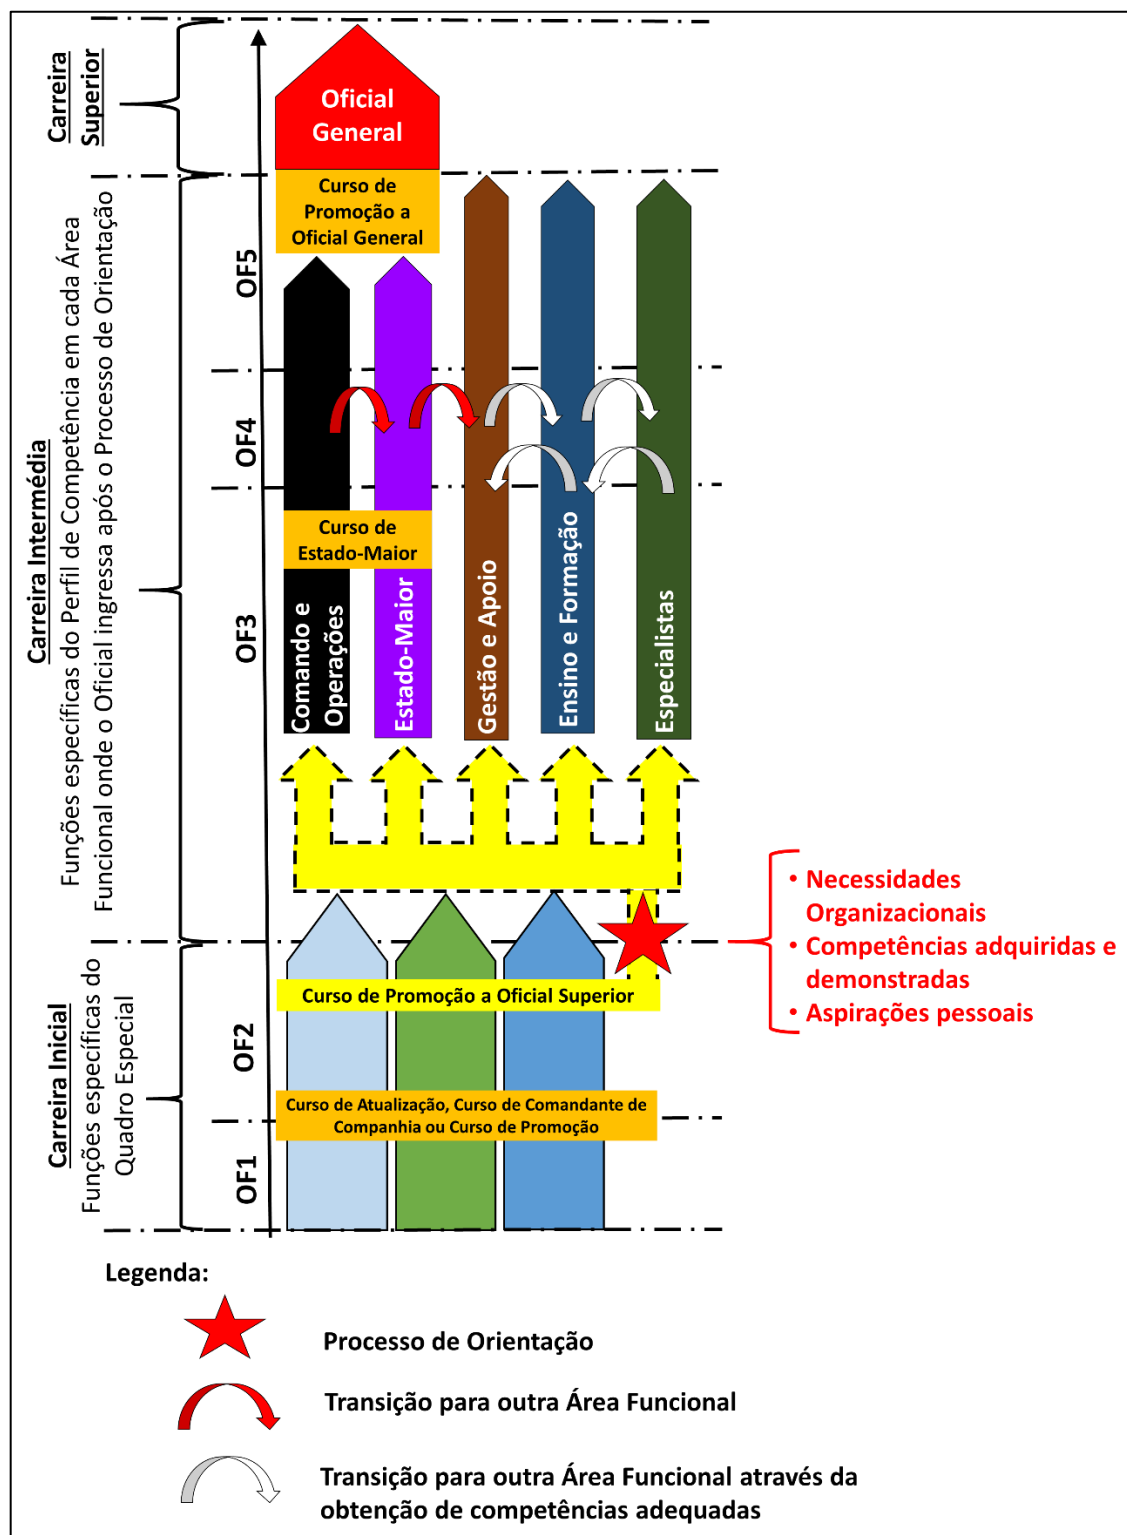 Carreira
Superior
Oficial
General
Curso de
Promoção a
Oficial General
Carreira Intermédia
Funções específicas do Perfil de Competência em cada Área
Funcional onde o Oficial ingressa após o Processo de Orientação
OF5
OF4
OF3
Curso de
Estado-Maior
Comando e
Operações
Estado-Maior
Gestão e Apoio
Ensino e Formação
Especialistas
• Necessidades
Organizacionais
• Competências adquiridas e
demonstradas
• Aspirações pessoais
Carreira Inicial
Funções específicas do
Quadro Especial
OF2
OF1
Curso de Promoção a Oficial Superior
Curso de Atualização, Curso de Comandante de
Companhia ou Curso de Promoção
Legenda:
Processo de Orientação
Transição para outra Área Funcional
Transição para outra Área Funcional através da
obtenção de competências adequadas